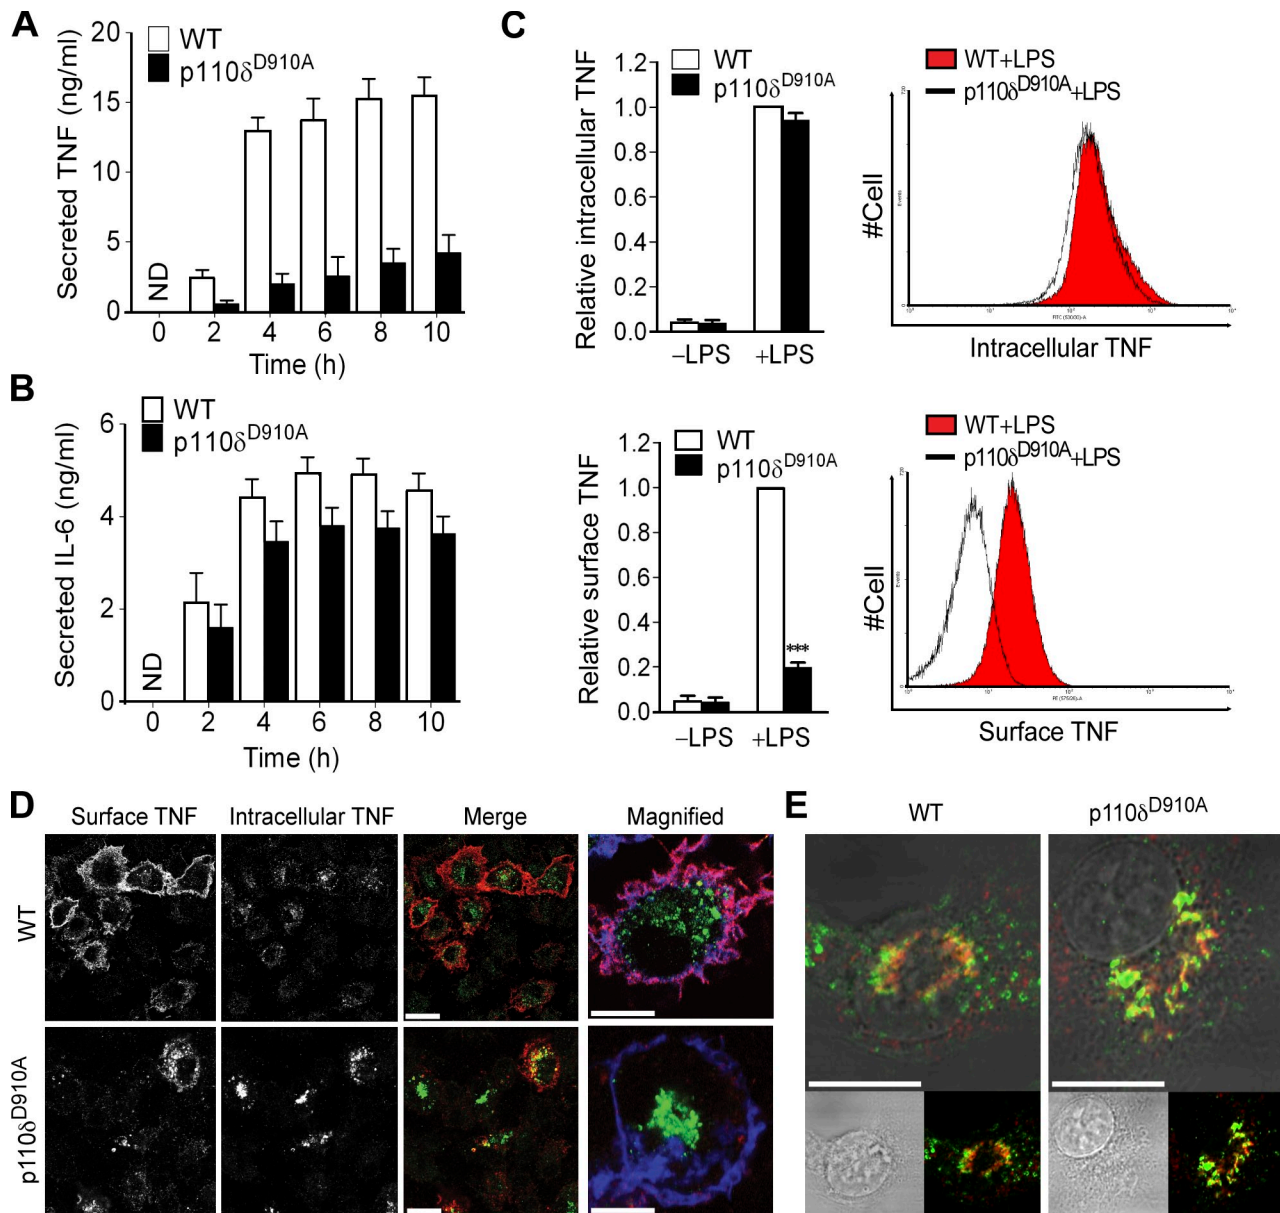 A
20
15
10
5
0
Secreted TNF (ng/ml)
WT
p110δD910A
ND
0 2 4 6 8 10
Time (h)
B
6
4
2
0
Secreted IL-6 (ng/ml)
WT
p110δD910A
ND
0 2 4 6 8 10
Time (h)
C
1.2
1.0
0.8
0.6
0.4
0.2
0.0
Relative intracellular TNF
WT
p110δD910A
–LPS +LPS
WT+LPS
p110δD910A+LPS
#Cell
Events
Intracellular TNF
1.2
1.0
0.8
0.6
0.4
0.2
0.0
Relative surface TNF
WT
p110δD910A
***
–LPS +LPS
WT+LPS
p110δD910A+LPS
#Cell
Events
Surface TNF
D
Surface TNF Intracellular TNF Merge Magnified
WT
p110δD910A
E
WT p110δD910A